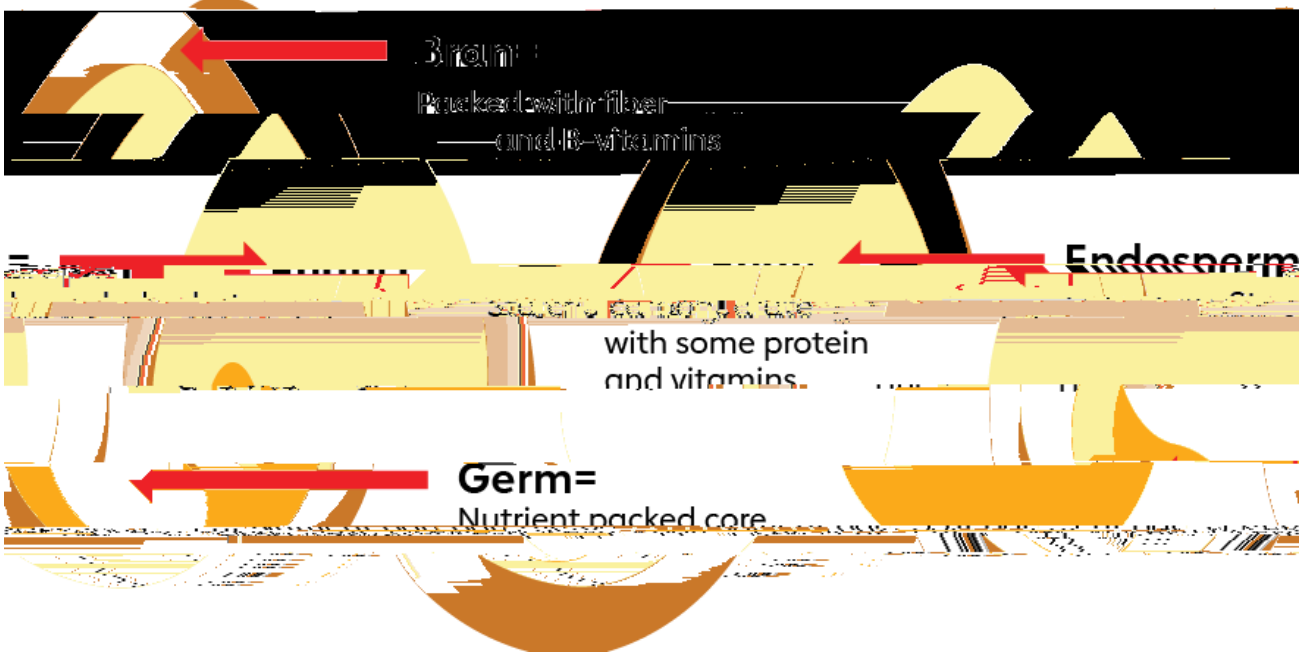 Bran=
Packed with fiber
and B-vitamins
Endosperm
with some protein
and vitamins
Germ=
Nutrient packed core